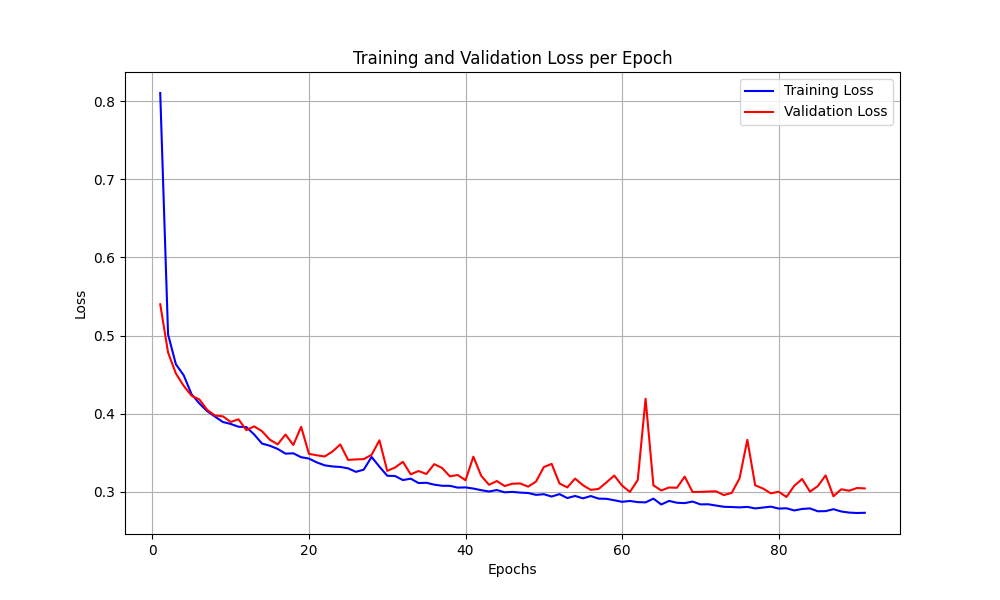 Training and Validation Loss per Epoch
Training Loss
Validation Loss
0.8
0.7
0.6
0.5
0.4
0.3
Loss
0
20
40
60
80
Epochs